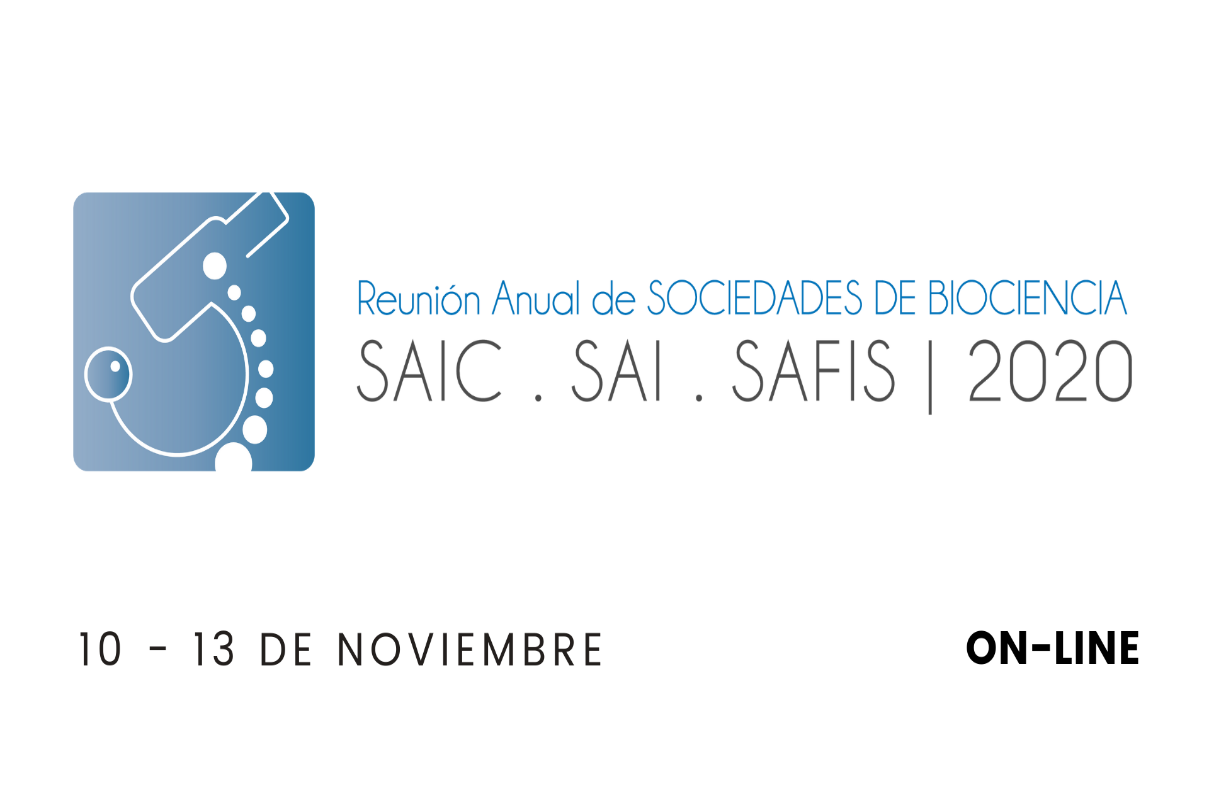 Reunión Anual de SOCIEDADES DE BIOCIENCIA
SAIC . SAI . SAFIS | 2020
10 - 13 DE NOVIEMBRE
ON-LINE